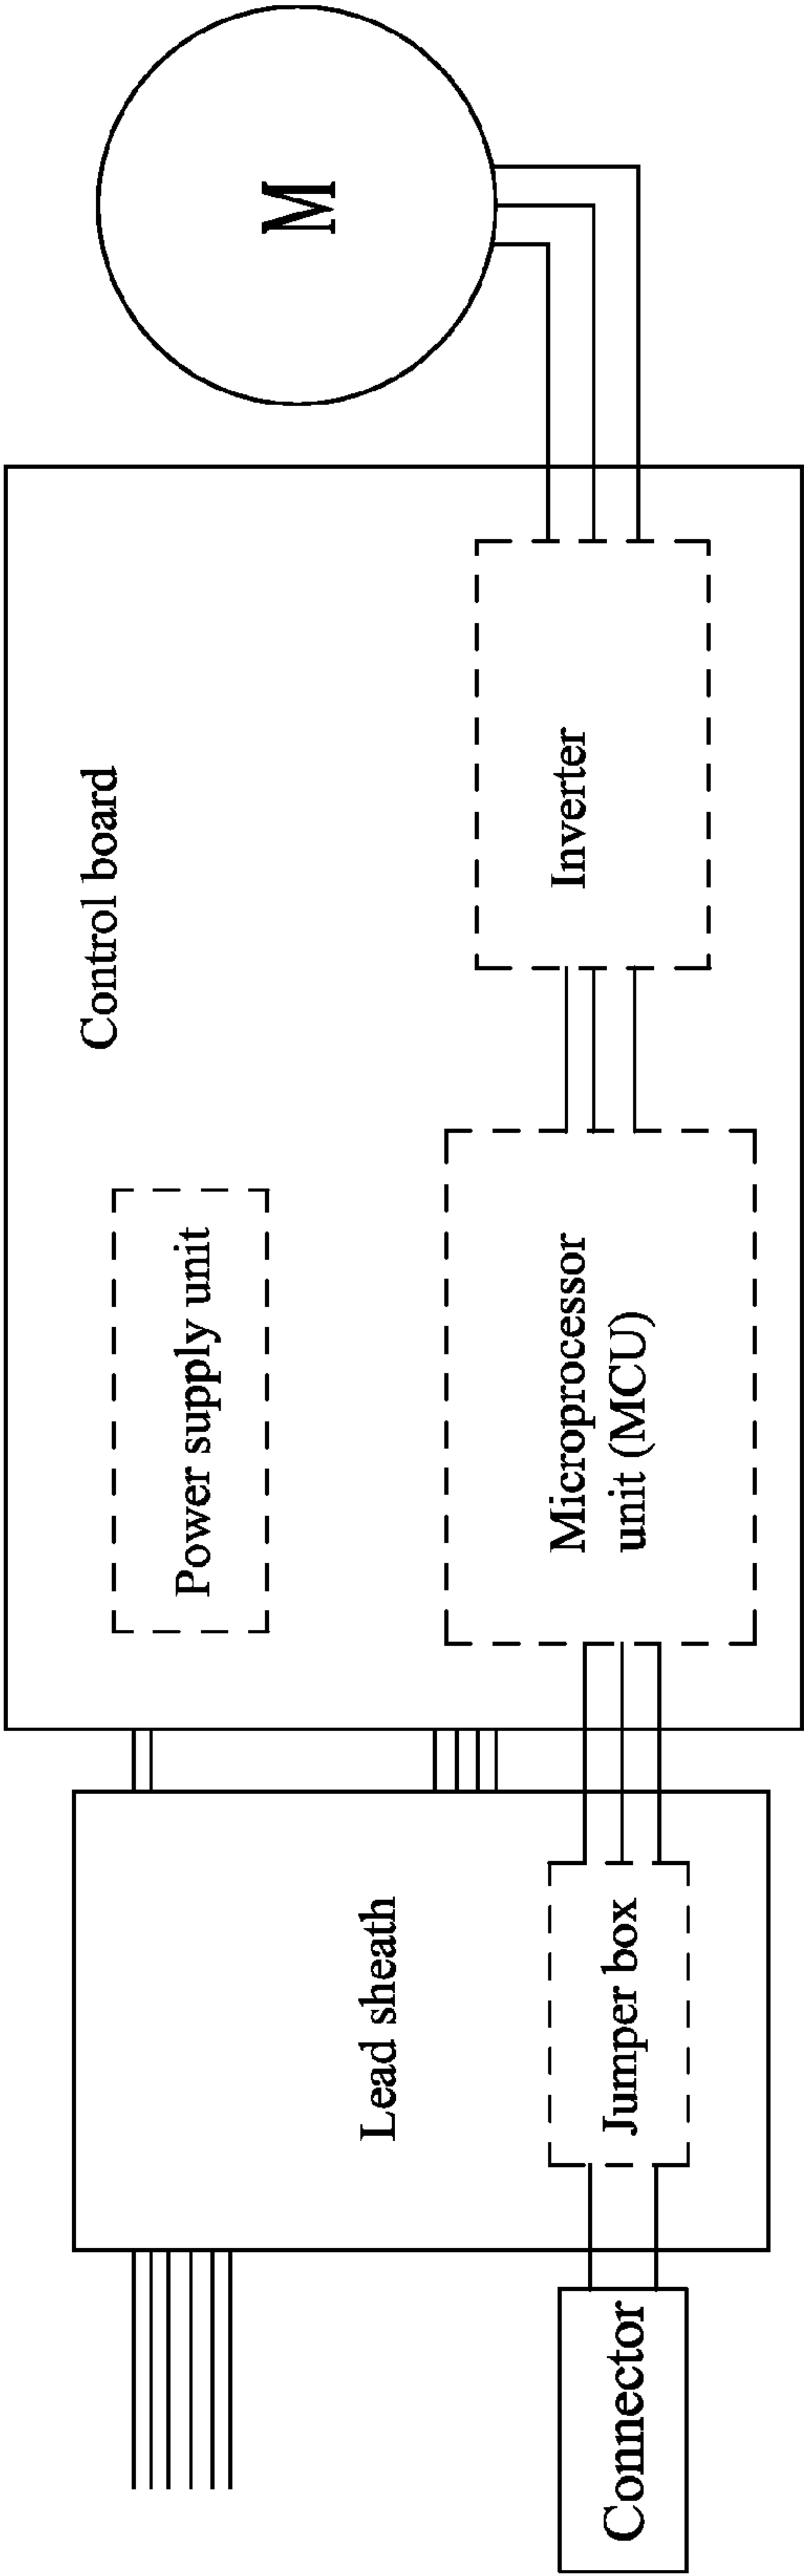 Connector
Lead sheath
Jumper box
Control board
Power supply unit
Microprocessor
unit (MCU)
Inverter
M